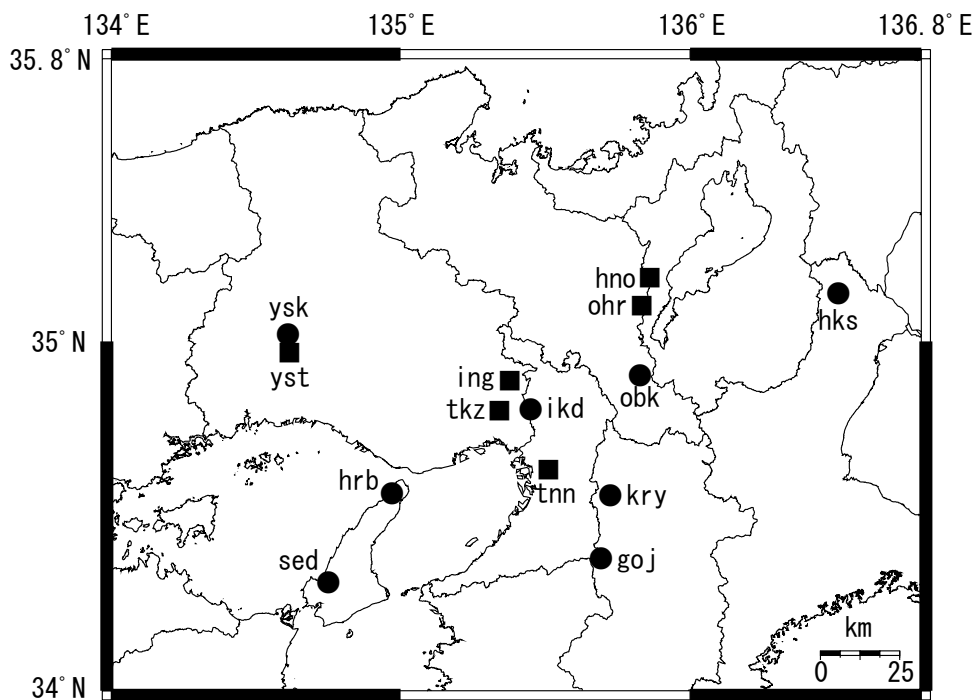 134°E 135°E 136°E 136.8°E
35.8°N
hno
ohr
ysk
hks
35°N
yst
ing
obk
tkz
ikd
hrb
tnn
kry
sed
goj
km
0 25
34°N